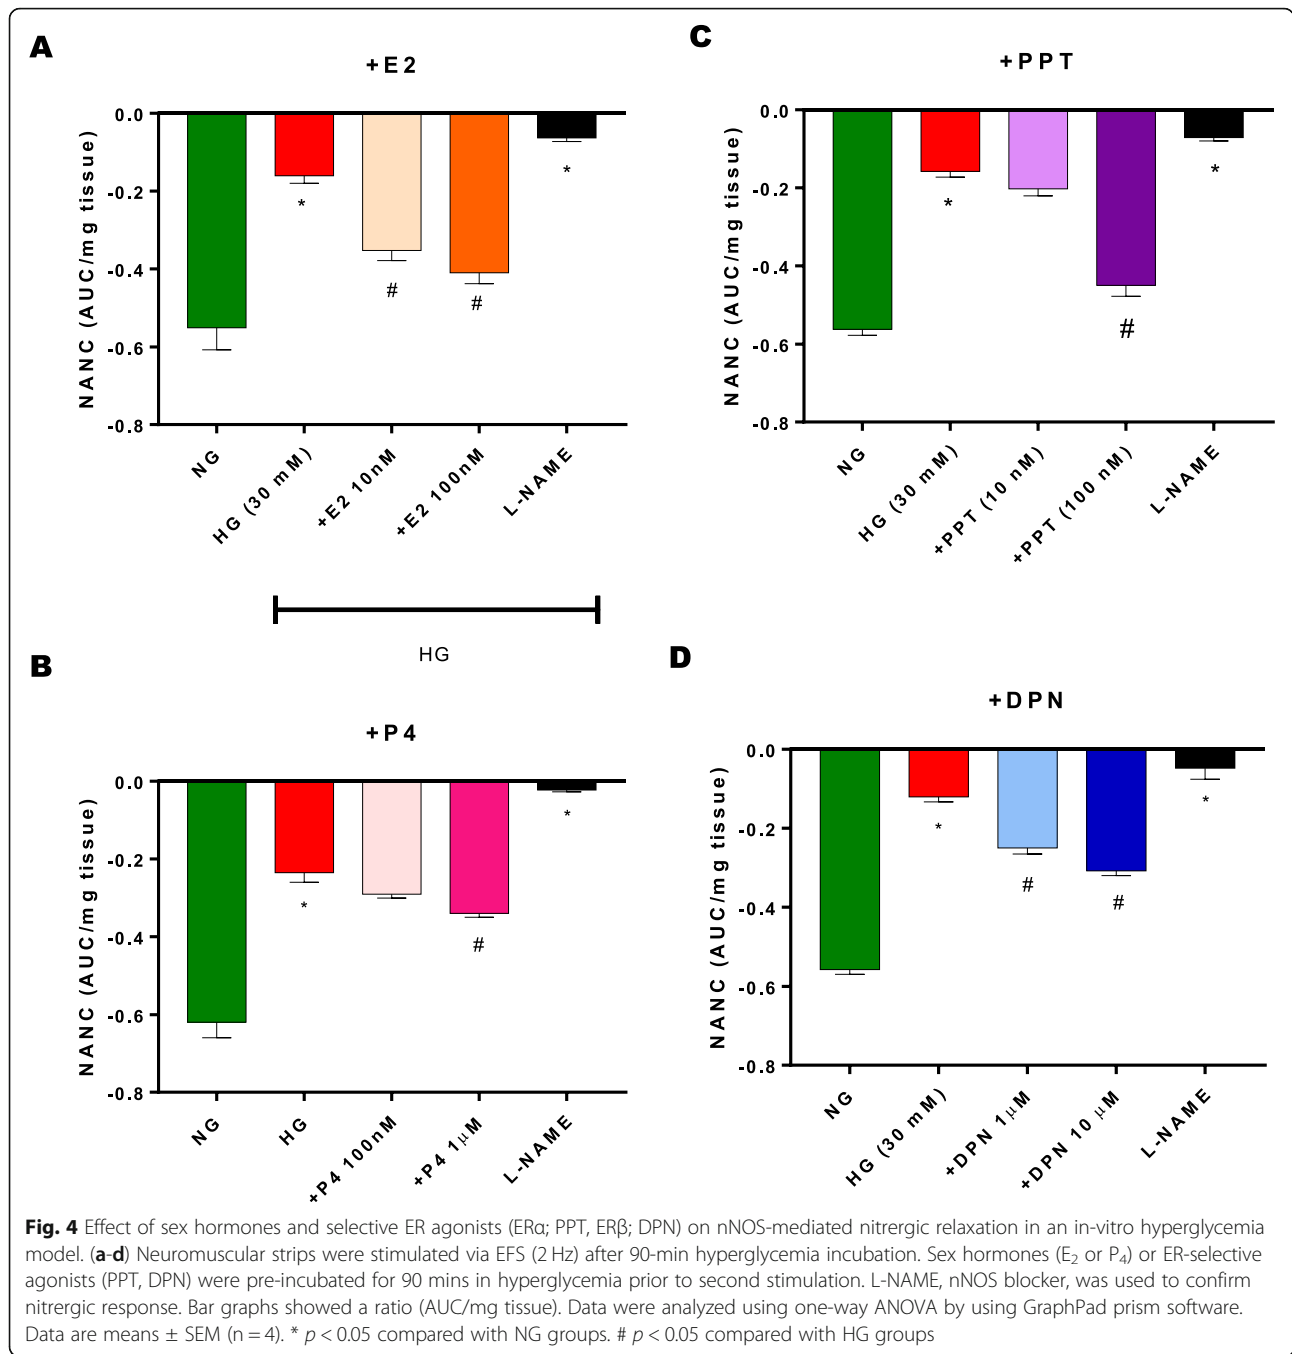 A
+E2
NANC (AUC/mg tissue)
0.0
-0.2
-0.4
-0.6
-0.8
*
#
#
*
NG
HG (30 mM)
+E2 10nM
+E2 100nM
L-NAME
HG
C
+PPT
NANC (AUC/mg tissue)
0.0
-0.2
-0.4
-0.6
-0.8
*
#
*
NG
HG (30 mM)
+PPT (10 nM)
+PPT (100 nM)
L-NAME
B
+P4
NANC (AUC/mg tissue)
0.0
-0.2
-0.4
-0.6
-0.8
*
#
*
NG
HG
+P4 100nM
+P4 1μM
L-NAME
D
+DPN
NANC (AUC/mg tissue)
0.0
-0.2
-0.4
-0.6
-0.8
*
#
#
*
NG
HG (30 mM)
+DPN 1μM
+DPN 10 μM
L-NAME
Fig. 4 Effect of sex hormones and selective ER agonists (ERα; PPT, ERβ; DPN) on nNOS-mediated nitrergic relaxation in an in-vitro hyperglycemia
model. (a-d) Neuromuscular strips were stimulated via EFS (2 Hz) after 90-min hyperglycemia incubation. Sex hormones (E₂ or P₄) or ER-selective
agonists (PPT, DPN) were pre-incubated for 90 mins in hyperglycemia prior to second stimulation. L-NAME, nNOS blocker, was used to confirm
nitrergic response. Bar graphs showed a ratio (AUC/mg tissue). Data were analyzed using one-way ANOVA by using GraphPad prism software.
Data are means ± SEM (n = 4). * p < 0.05 compared with NG groups. # p < 0.05 compared with HG groups